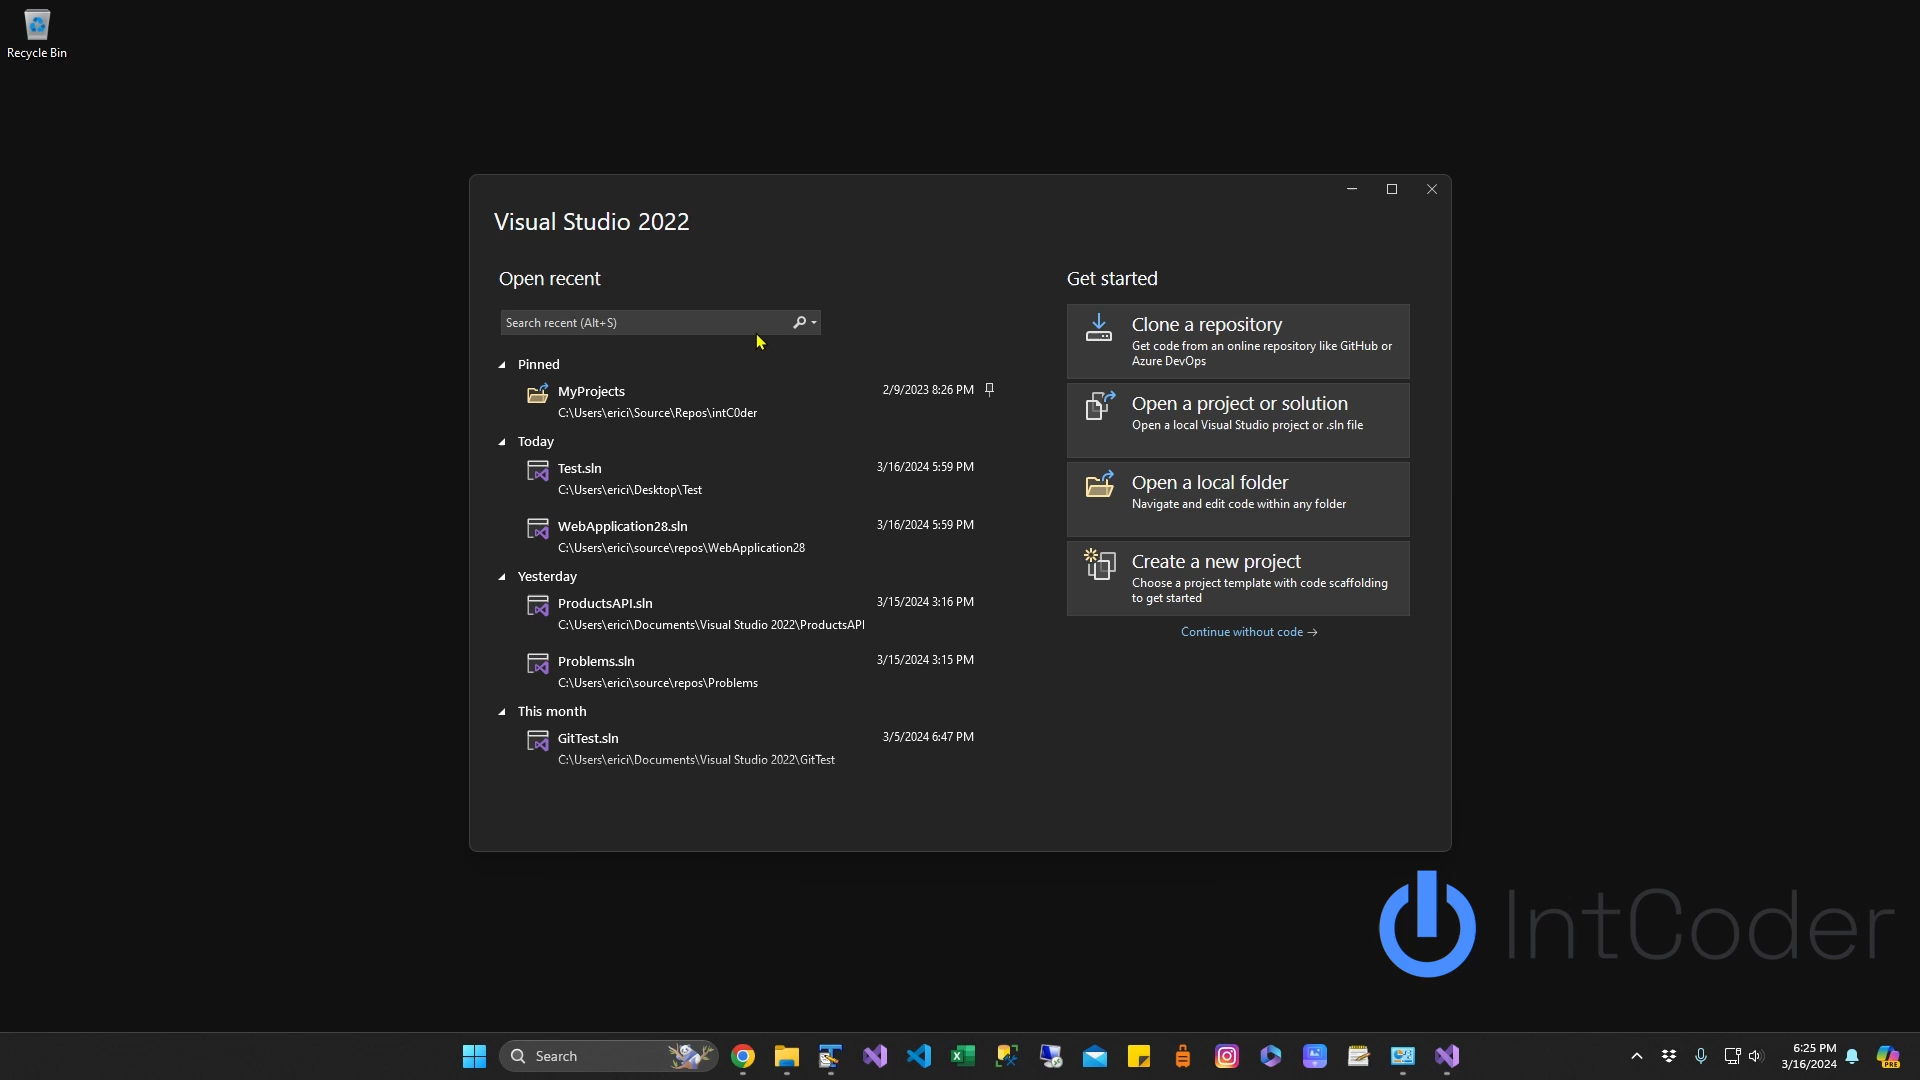 Recycle Bin
Visual Studio 2022
Open recent
Search recent (Alt+S)
Pinned
MyProjects
2/9/2023 8:26 PM
C:\Users\erici\Source\Repos\intC0der
Today
Test.sln
3/16/2024 5:59 PM
C:\Users\erici\Desktop\Test
WebApplication28.sln
3/16/2024 5:59 PM
C:\Users\erici\source\repos\WebApplication28
Yesterday
ProductsAPI.sln
3/15/2024 3:16 PM
C:\Users\erici\Documents\Visual Studio 2022\ProductsAPI
Problems.sln
3/15/2024 3:15 PM
C:\Users\erici\source\repos\Problems
This month
GitTest.sln
3/5/2024 6:47 PM
C:\Users\erici\Documents\Visual Studio 2022\GitTest
Get started
Clone a repository
Get code from an online repository like GitHub or
Azure DevOps
Open a project or solution
Open a local Visual Studio project or .sln file
Open a local folder
Navigate and edit code within any folder
Create a new project
Choose a project template with code scaffolding
to get started
Continue without code →
IntCoder
Search
6:25 PM
3/16/2024
PRE